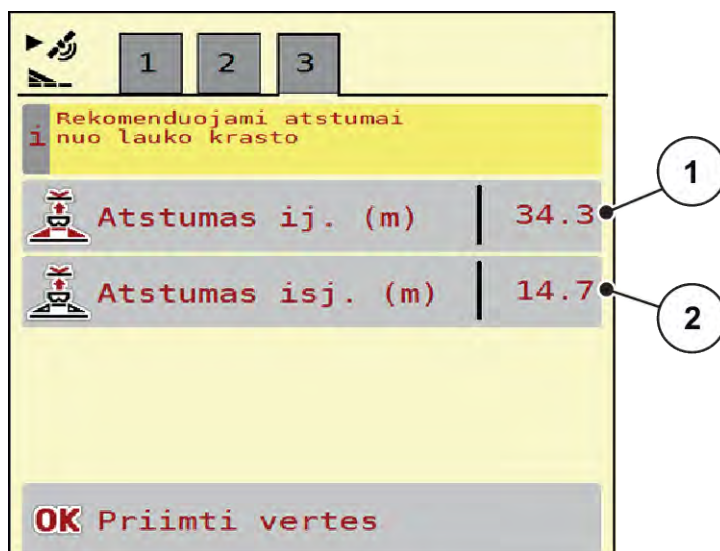 1 2 3
i Rekomenduojami atstumai
nuo lauko krasto
Atstumas ij. (m) 34.3
1
Atstumas isj. (m) 14.7
2
OK Priimti vertes